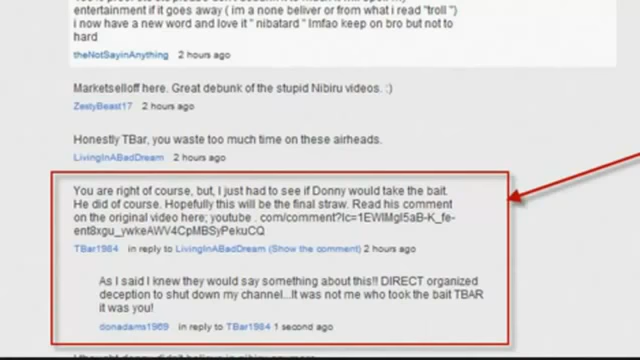 entertainment if it goes away ( im a none beliver or from what i read "troll")
i now have a new word and love it " nibatard " lmfao keep on bro but not to
hard
theNotSayinAnything 2 hours ago
Marketselloff here. Great debunk of the stupid Nibiru videos. :)
ZestyBeast17 2 hours ago
Honestly TBar, you waste too much time on these airheads.
LivingInABadDream 2 hours ago
You are right of course, but, I just had to see if Donny would take the bait.
He did of course. Hopefully this will be the final straw. Read his comment
on the original video here; youtube . com/comment?lc=1EWlMgl5aB-K_fe-
ent8xgu_ywkeAWV4CpMBSyPekuCQ
TBar1984 in reply to LivingInABadDream (Show the comment) 2 hours ago
As I said I knew they would say something about this!! DIRECT organized
deception to shut down my channel...It was not me who took the bait TBAR
it was you!
donadams1969 in reply to TBar1984 1 second ago